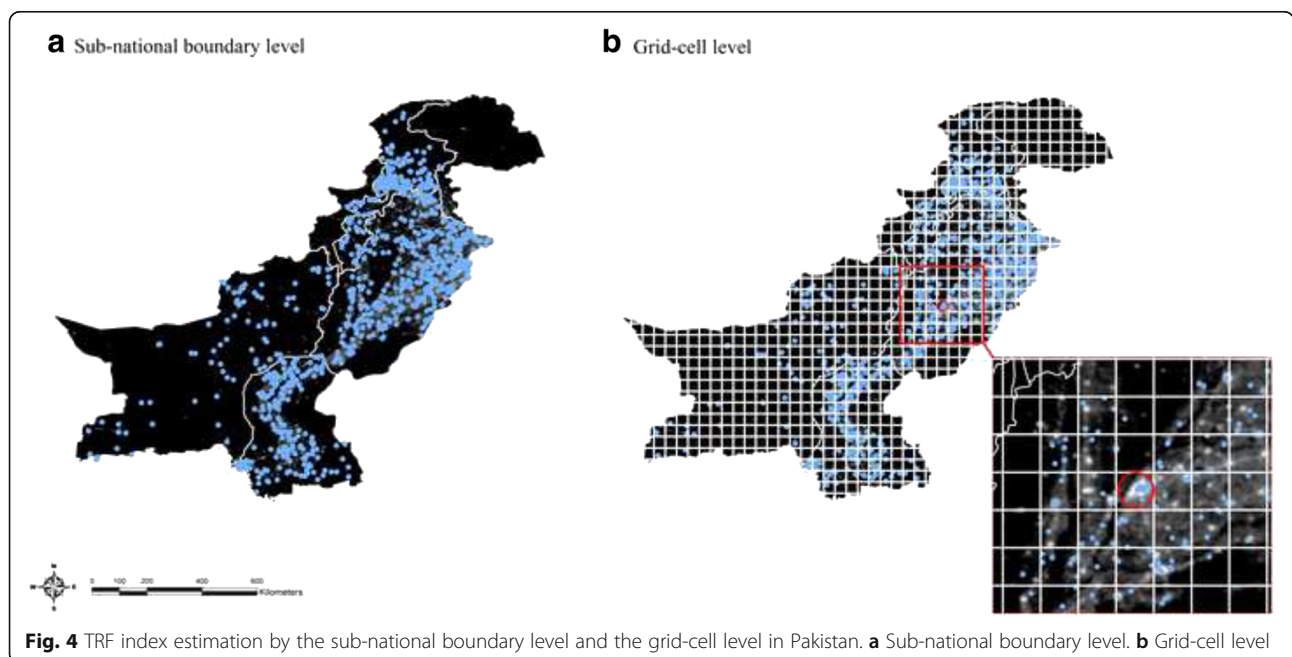 a Sub-national boundary level
b Grid-cell level
N
W E
S
0 100 200 400 600
Kilometers
Fig. 4 TRF index estimation by the sub-national boundary level and the grid-cell level in Pakistan. a Sub-national boundary level. b Grid-cell level